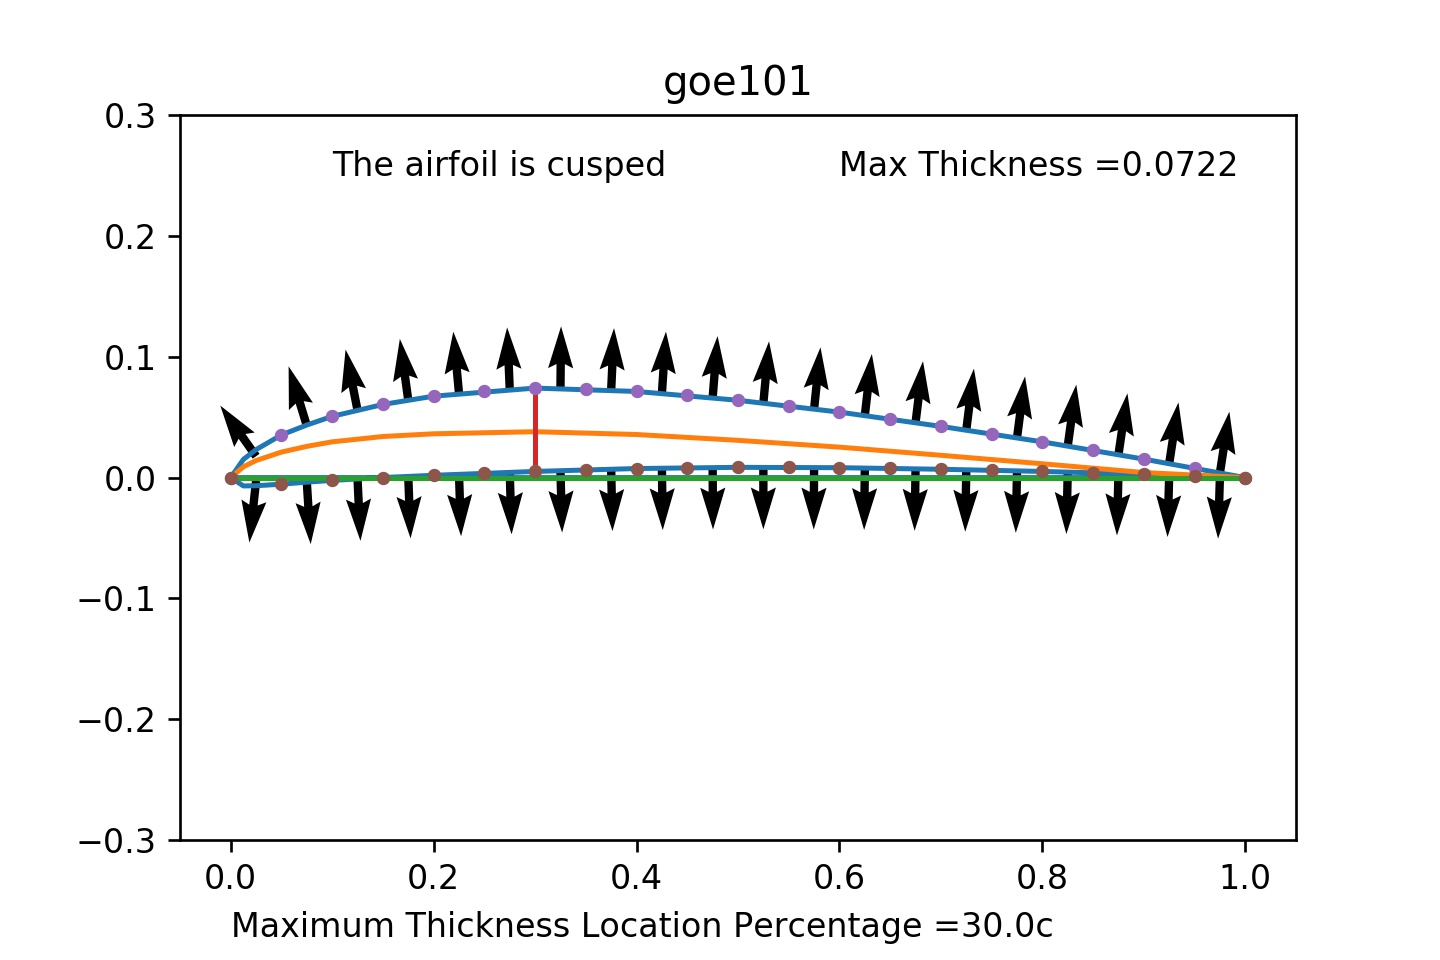 goe101
The airfoil is cusped
Max Thickness =0.0722
0.3
0.2
0.1
0.0
−0.1
−0.2
−0.3
0.0 0.2 0.4 0.6 0.8 1.0
Maximum Thickness Location Percentage =30.0c